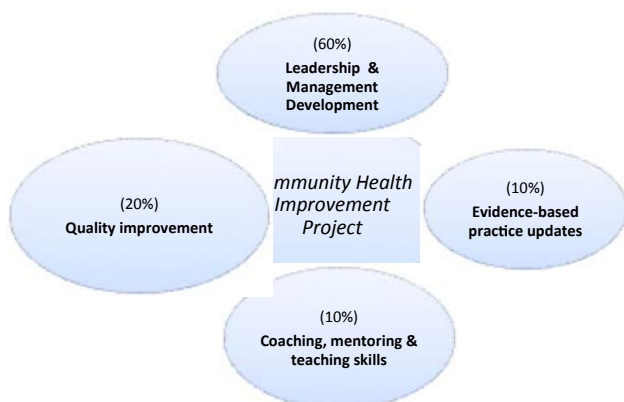 (60%)
Leadership &
Management
Development
(20%)
Quality improvement
mmunity Health
Improvement
Project
(10%)
Evidence-based
practice updates
(10%)
Coaching, mentoring &
teaching skills